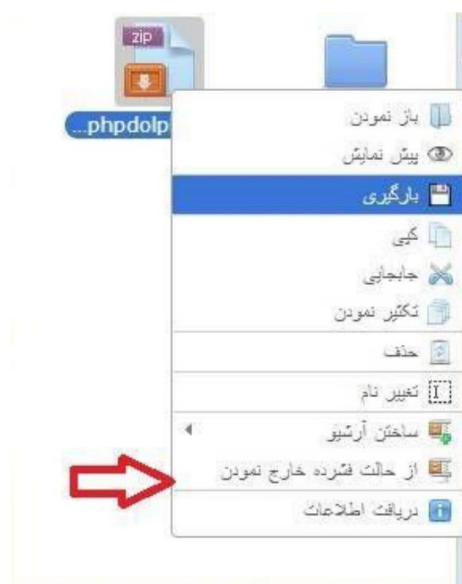 zip
phpdolp...
باز نمودن
پیش نمایش
بارگیری
کپی
جابجایی
تکثیر نمودن
حذف
تغییر نام
ساختن آرشیو
از حالت فشرده خارج نمودن
دریافت اطلاعات